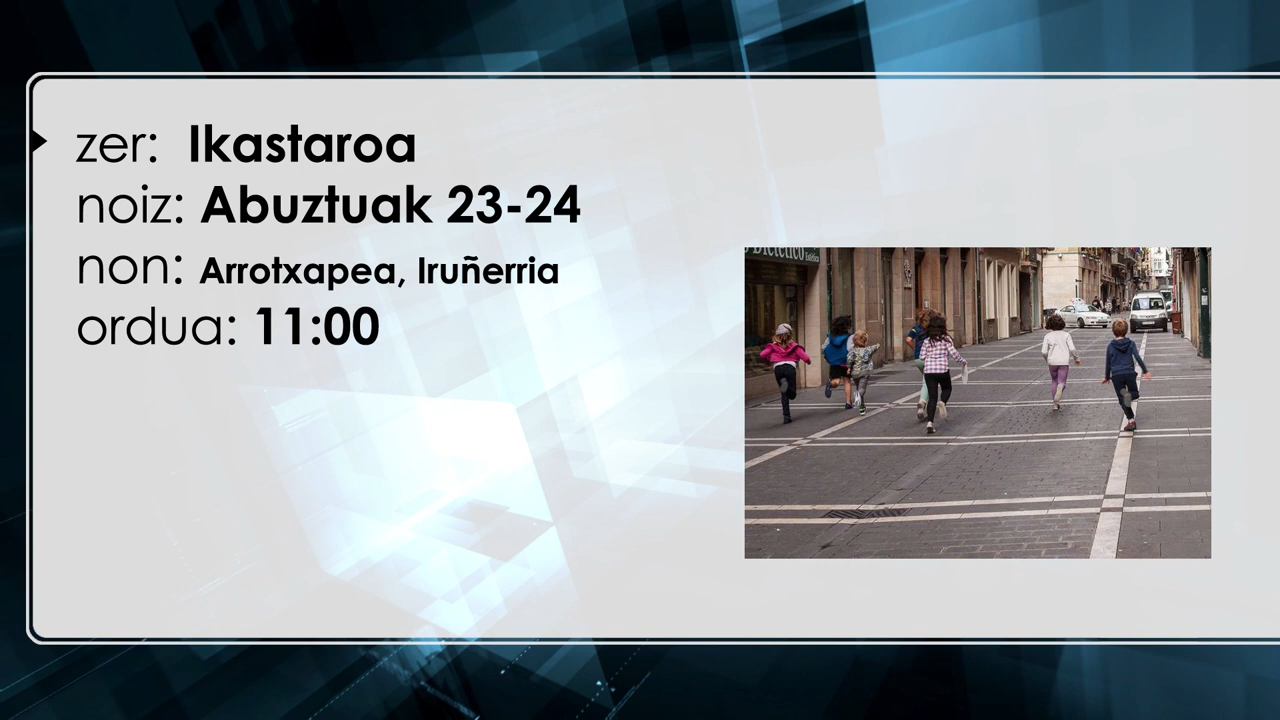 zer: Ikastaroa
noiz: Abuztuak 23-24
non: Arrotxapea, Iruñerria
ordua: 11:00